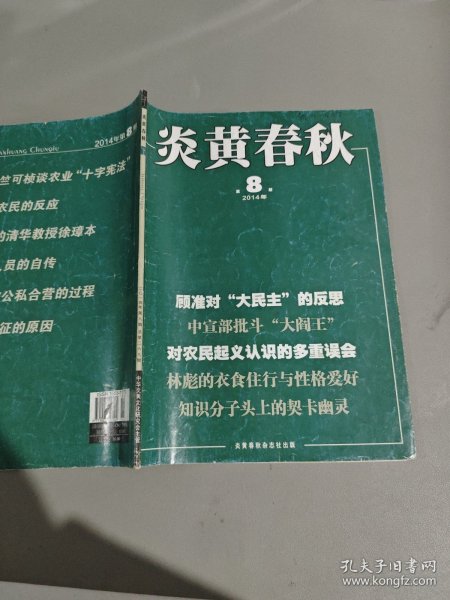 炎黄春秋
第8期
2014年
顾准对“大民主”的反思
中宣部批斗“大阎王”
对农民起义认识的多重误会
林彪的衣食住行与性格爱好
知识分子头上的契卡幽灵
炎黄春秋杂志社出版
2014年第8
竺可桢谈农业“十字宪法”
农民的反应
的清华教授徐璋本
员的自传
公私合营的过程
征的原因
孔夫子旧书网
www.kongfz.com